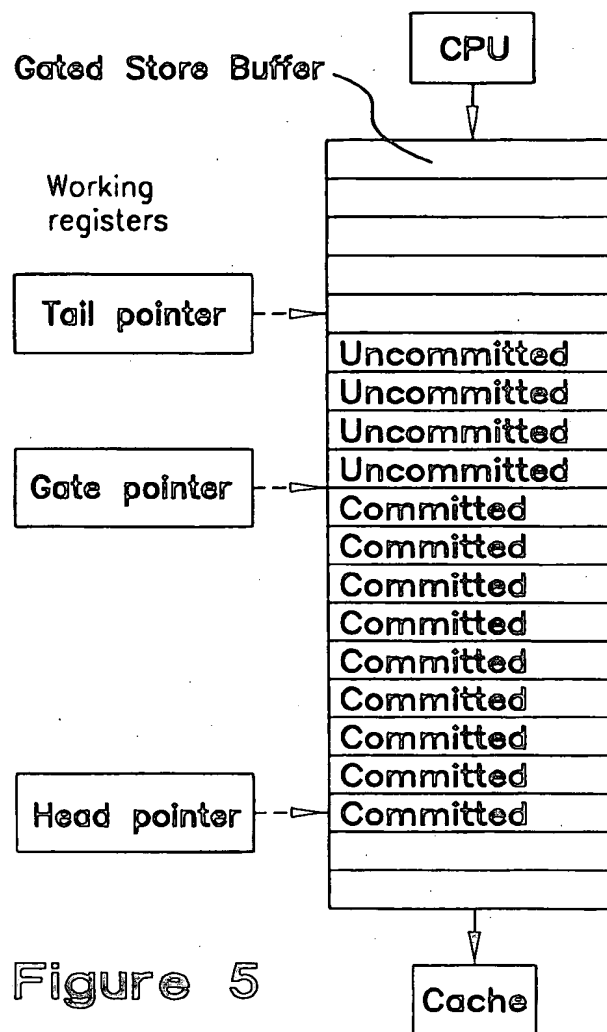 CPU
Gated Store Buffer
Working
registers
Tail pointer
Uncommitted
Uncommitted
Uncommitted
Uncommitted
Gate pointer
Committed
Committed
Committed
Committed
Committed
Committed
Committed
Committed
Head pointer
Committed
Figure 5
Cache